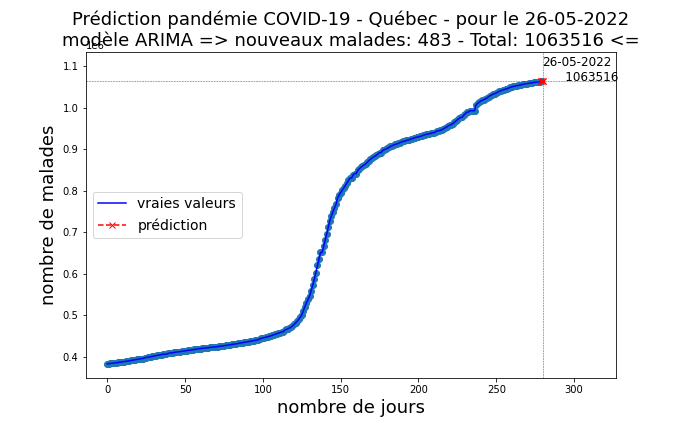 Prédiction pandémie COVID-19 - Québec - pour le 26-05-2022
modèle ARIMA => nouveaux malades: 483 - Total: 1063516 <=
1e6
26-05-2022
1063516
1.1
1.0
0.9
0.8
0.7
0.6
0.5
0.4
nombre de malades
vraies valeurs
prédiction
0 50 100 150 200 250 300
nombre de jours